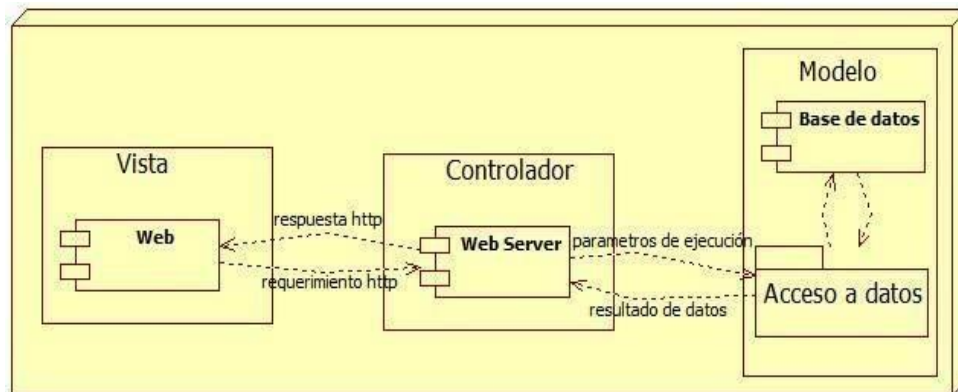 Modelo
Base de datos
Vista
Controlador
respuesta http
Web
Web Server
parametros de ejecución
requerimiento http
Acceso a datos
resultado de datos